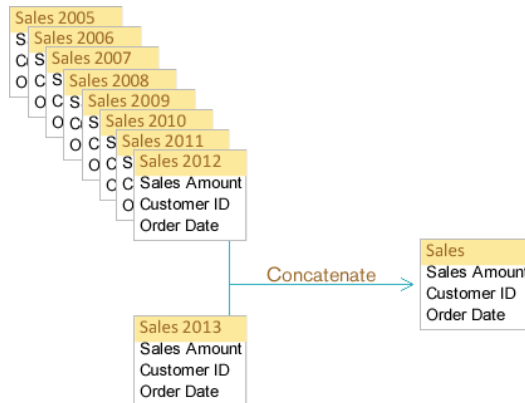 Sales 2005
S
Sales 2006
C
S
Sales 2007
O
C
S
Sales 2008
O
C
S
Sales 2009
O
C
S
Sales 2010
O
C
S
Sales 2011
O
C
S
Sales 2012
O
C
Sales Amount
O
Customer ID
Order Date
Concatenate
Sales
Sales Amount
Customer ID
Order Date
Sales 2013
Sales Amount
Customer ID
Order Date